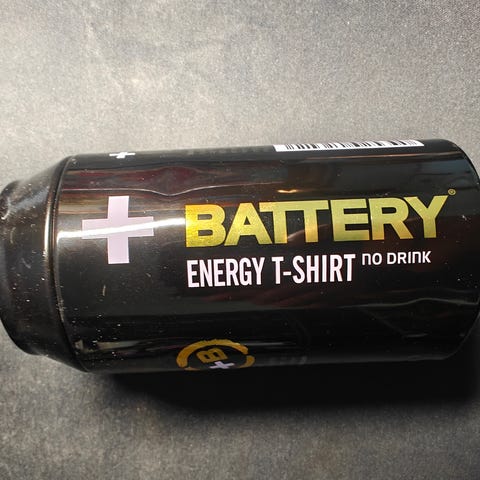 BATTERY®
ENERGY T-SHIRT NO DRINK
B+